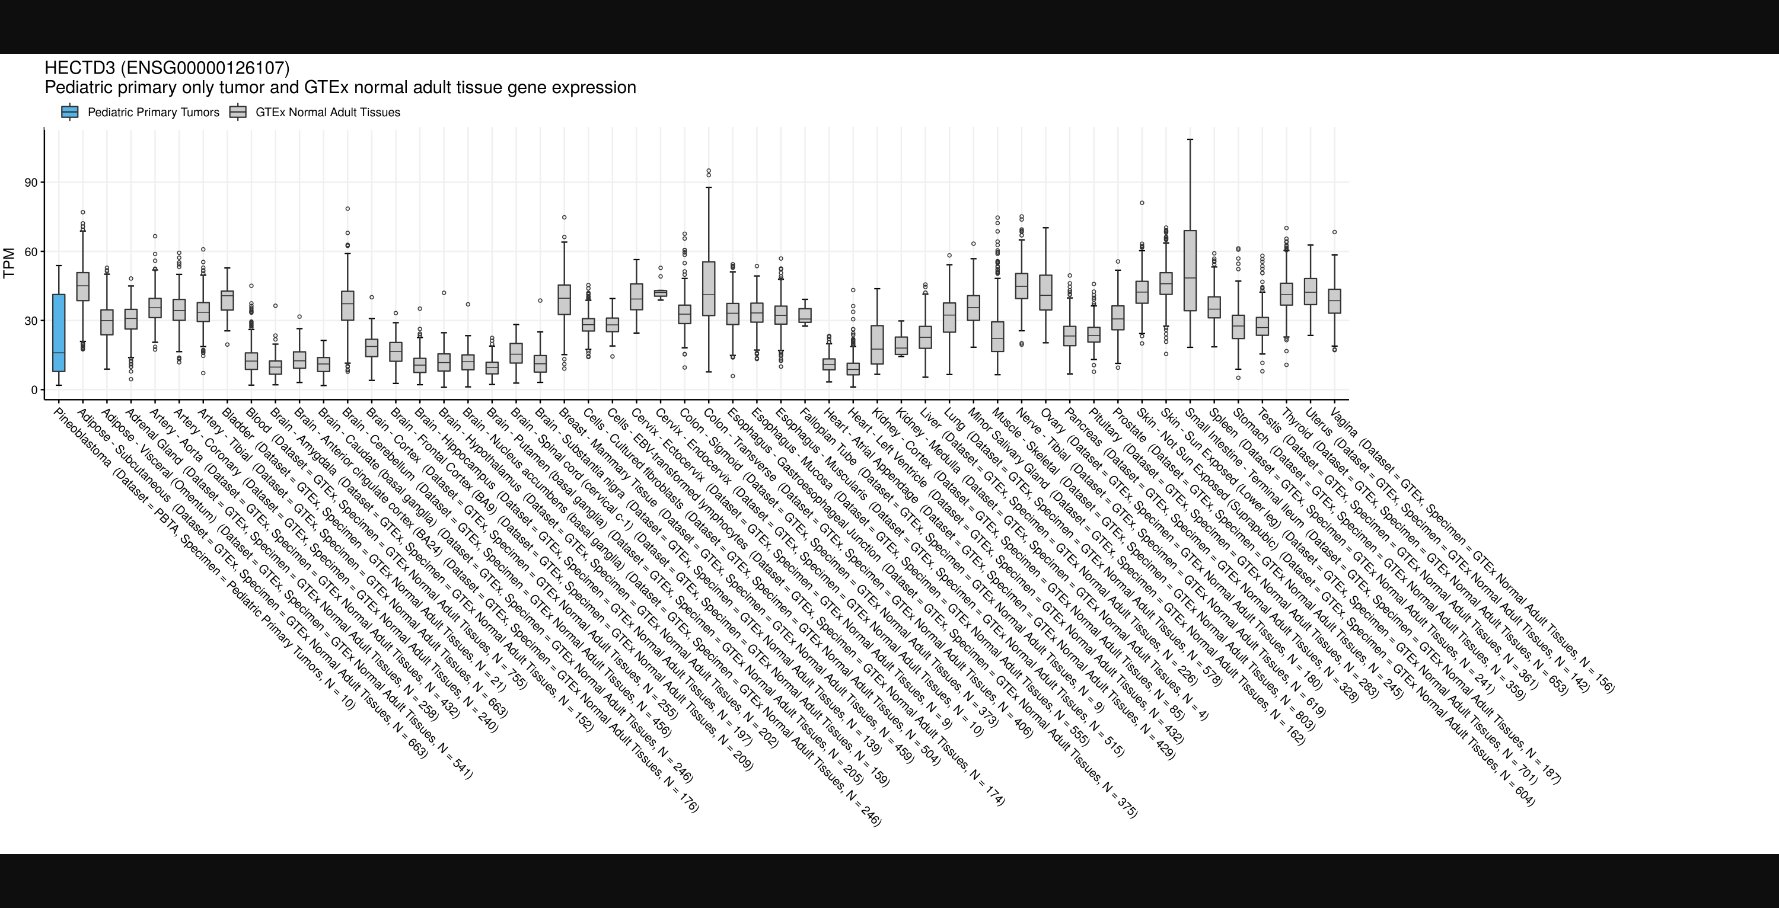 HECTD3 (ENSG00000126107)
Pediatric primary only tumor and GTEx normal adult tissue gene expression
Pediatric Primary Tumors
GTEx Normal Adult Tissues
TPM
90
60
30
0
Pineoblastoma (Dataset = PBTA, Specimen = Pediatric Primary Tumors, N = 10)
Adipose - Subcutaneous (Dataset = GTEx, Specimen = GTEx Normal Adult Tissues, N = 663)
Adipose - Visceral (Omentum) (Dataset = GTEx, Specimen = GTEx Normal Adult Tissues, N = 541)
Adrenal Gland (Dataset = GTEx, Specimen = GTEx Normal Adult Tissues, N = 258)
Artery - Aorta (Dataset = GTEx, Specimen = GTEx Normal Adult Tissues, N = 432)
Artery - Coronary (Dataset = GTEx, Specimen = GTEx Normal Adult Tissues, N = 240)
Artery - Tibial (Dataset = GTEx, Specimen = GTEx Normal Adult Tissues, N = 663)
Bladder (Dataset = GTEx, Specimen = GTEx Normal Adult Tissues, N = 21)
Blood (Dataset = GTEx, Specimen = GTEx Normal Adult Tissues, N = 755)
Brain - Amygdala (Dataset = GTEx, Specimen = GTEx Normal Adult Tissues, N = 152)
Brain - Anterior cingulate cortex (BA24) (Dataset = GTEx, Specimen = GTEx Normal Adult Tissues, N = 176)
Brain - Caudate (basal ganglia) (Dataset = GTEx, Specimen = GTEx Normal Adult Tissues, N = 246)
Brain - Cerebellum (Dataset = GTEx, Specimen = GTEx Normal Adult Tissues, N = 456)
Brain - Cortex (Dataset = GTEx, Specimen = GTEx Normal Adult Tissues, N = 255)
Brain - Frontal Cortex (BA9) (Dataset = GTEx, Specimen = GTEx Normal Adult Tissues, N = 209)
Brain - Hippocampus (Dataset = GTEx, Specimen = GTEx Normal Adult Tissues, N = 197)
Brain - Hypothalamus (Dataset = GTEx, Specimen = GTEx Normal Adult Tissues, N = 202)
Brain - Nucleus accumbens (basal ganglia) (Dataset = GTEx, Specimen = GTEx Normal Adult Tissues, N = 246)
Brain - Putamen (basal ganglia) (Dataset = GTEx, Specimen = GTEx Normal Adult Tissues, N = 205)
Brain - Spinal cord (cervical c-1) (Dataset = GTEx, Specimen = GTEx Normal Adult Tissues, N = 159)
Brain - Substantia nigra (Dataset = GTEx, Specimen = GTEx Normal Adult Tissues, N = 139)
Breast - Mammary Tissue (Dataset = GTEx, Specimen = GTEx Normal Adult Tissues, N = 459)
Cells - Cultured fibroblasts (Dataset = GTEx, Specimen = GTEx Normal Adult Tissues, N = 504)
Cells - EBV-transformed lymphocytes (Dataset = GTEx, Specimen = GTEx Normal Adult Tissues, N = 174)
Cervix - Ectocervix (Dataset = GTEx, Specimen = GTEx Normal Adult Tissues, N = 9)
Cervix - Endocervix (Dataset = GTEx, Specimen = GTEx Normal Adult Tissues, N = 10)
Colon - Sigmoid (Dataset = GTEx, Specimen = GTEx Normal Adult Tissues, N = 373)
Colon - Transverse (Dataset = GTEx, Specimen = GTEx Normal Adult Tissues, N = 406)
Esophagus - Gastroesophageal Junction (Dataset = GTEx, Specimen = GTEx Normal Adult Tissues, N = 375)
Esophagus - Mucosa (Dataset = GTEx, Specimen = GTEx Normal Adult Tissues, N = 555)
Esophagus - Muscularis (Dataset = GTEx, Specimen = GTEx Normal Adult Tissues, N = 515)
Fallopian Tube (Dataset = GTEx, Specimen = GTEx Normal Adult Tissues, N = 9)
Heart - Atrial Appendage (Dataset = GTEx, Specimen = GTEx Normal Adult Tissues, N = 429)
Heart - Left Ventricle (Dataset = GTEx, Specimen = GTEx Normal Adult Tissues, N = 432)
Kidney - Cortex (Dataset = GTEx, Specimen = GTEx Normal Adult Tissues, N = 85)
Kidney - Medulla (Dataset = GTEx, Specimen = GTEx Normal Adult Tissues, N = 4)
Liver (Dataset = GTEx, Specimen = GTEx Normal Adult Tissues, N = 226)
Lung (Dataset = GTEx, Specimen = GTEx Normal Adult Tissues, N = 578)
Minor Salivary Gland (Dataset = GTEx, Specimen = GTEx Normal Adult Tissues, N = 162)
Muscle - Skeletal (Dataset = GTEx, Specimen = GTEx Normal Adult Tissues, N = 803)
Nerve - Tibial (Dataset = GTEx, Specimen = GTEx Normal Adult Tissues, N = 619)
Ovary (Dataset = GTEx, Specimen = GTEx Normal Adult Tissues, N = 180)
Pancreas (Dataset = GTEx, Specimen = GTEx Normal Adult Tissues, N = 328)
Pituitary (Dataset = GTEx, Specimen = GTEx Normal Adult Tissues, N = 283)
Prostate (Dataset = GTEx, Specimen = GTEx Normal Adult Tissues, N = 245)
Skin - Not Sun Exposed (Suprapubic) (Dataset = GTEx, Specimen = GTEx Normal Adult Tissues, N = 604)
Skin - Sun Exposed (Lower leg) (Dataset = GTEx, Specimen = GTEx Normal Adult Tissues, N = 701)
Small Intestine - Terminal Ileum (Dataset = GTEx, Specimen = GTEx Normal Adult Tissues, N = 187)
Spleen (Dataset = GTEx, Specimen = GTEx Normal Adult Tissues, N = 241)
Stomach (Dataset = GTEx, Specimen = GTEx Normal Adult Tissues, N = 359)
Testis (Dataset = GTEx, Specimen = GTEx Normal Adult Tissues, N = 361)
Thyroid (Dataset = GTEx, Specimen = GTEx Normal Adult Tissues, N = 653)
Uterus (Dataset = GTEx, Specimen = GTEx Normal Adult Tissues, N = 142)
Vagina (Dataset = GTEx, Specimen = GTEx Normal Adult Tissues, N = 156)